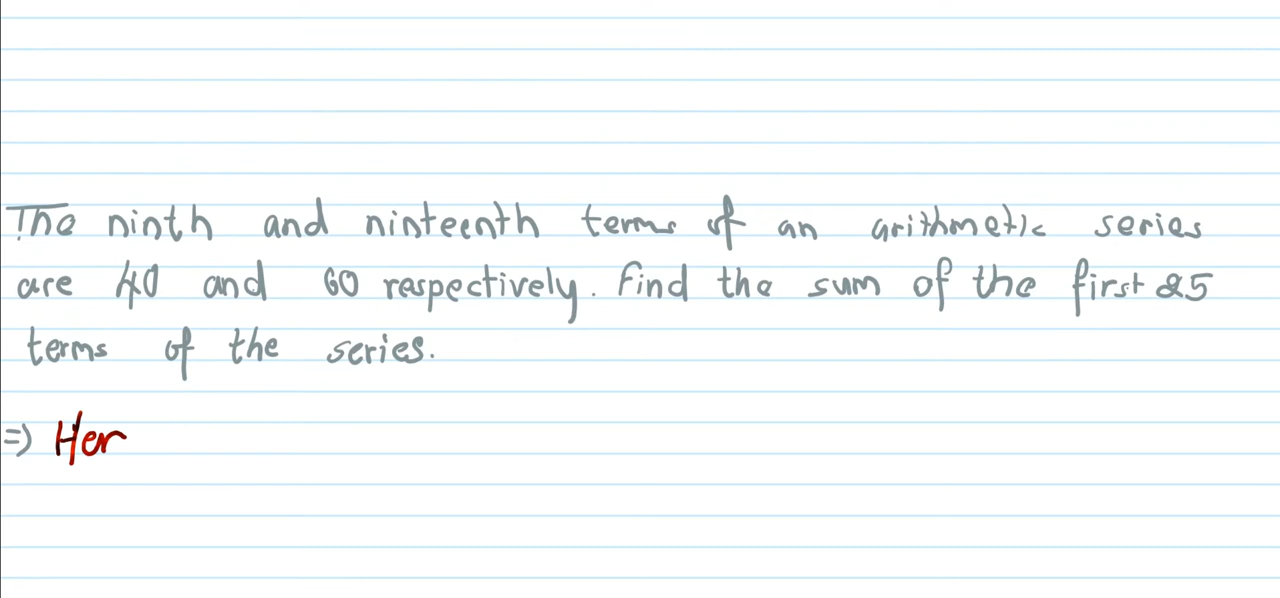 The ninth and ninteenth terms of an arithmetic series
are 40 and 60 respectively. Find the sum of the first 25
terms of the series.
=) Her